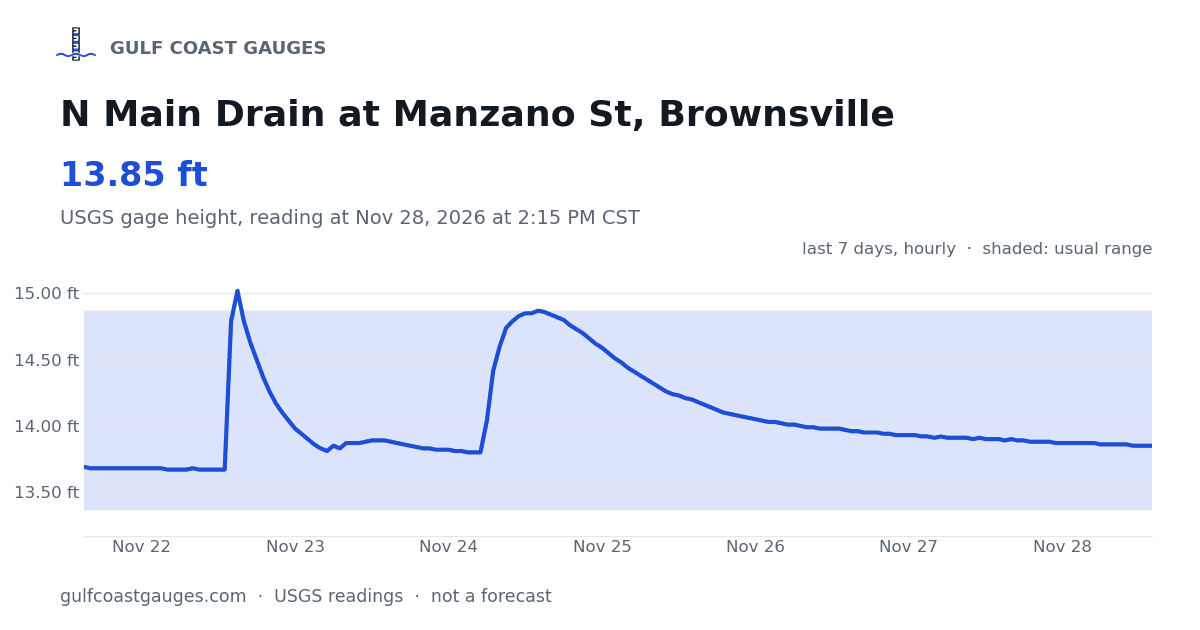 GULF COAST GAUGES
N Main Drain at Manzano St, Brownsville
13.85 ft
USGS gage height, reading at Nov 28, 2026 at 2:15 PM CST
last 7 days, hourly · shaded: usual range
15.00 ft
14.50 ft
14.00 ft
13.50 ft
Nov 22 Nov 23 Nov 24 Nov 25 Nov 26 Nov 27 Nov 28
gulfcoastgauges.com · USGS readings · not a forecast